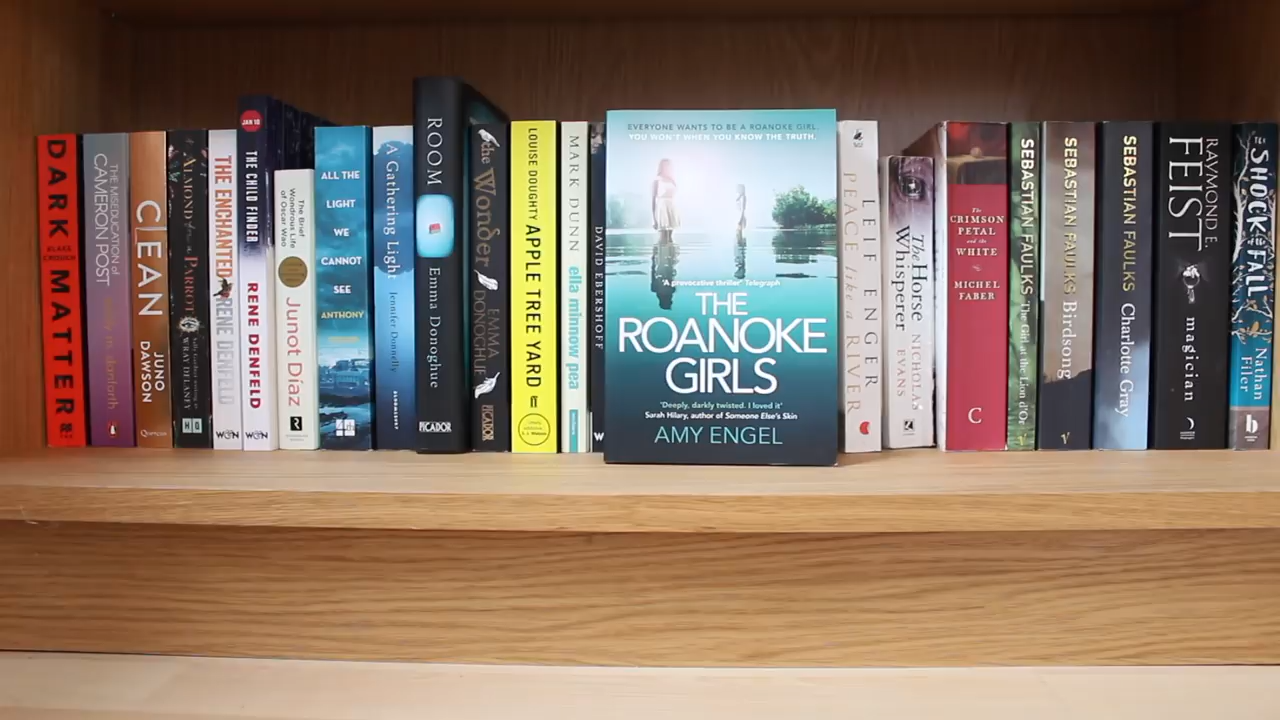 DARK
BLAKE
CROUCH
MATTER
THE MISEDUCATION of
CAMERON POST
emily m. danforth
CLEAN
JUNO
DAWSON
ALMOND
PARROT
WRAY DELANEY
HQ
THE ENCHANTED
RENE DENFELD
W&N
JAN 10
THE CHILD FINDER
RENE DENFELD
W&N
The Brief
Wondrous Life
of Oscar Wao
Junot Díaz
ALL THE
LIGHT
WE
CANNOT
SEE
ANTHONY
A Gathering Light
Jennifer Donnelly
BLOOMSBURY
ROOM
Emma Donoghue
PICADOR
the Wonder
EMMA
DONOGHUE
PICADOR
LOUISE DOUGHTY
APPLE TREE YARD
MARK DUNN
ella minnow pea
DAVID EBERSHOFF
W
EVERYONE WANTS TO BE A ROANOKE GIRL.
YOU WON'T WHEN YOU KNOW THE TRUTH.
'A provocative thriller' Telegraph
THE
ROANOKE
GIRLS
'Deeply, darkly twisted. I loved it'
Sarah Hilary, author of Someone Else's Skin
AMY ENGEL
LEIF ENGER
PEACE like a RIVER
The Horse
Whisperer
NICHOLAS
EVANS
THE
CRIMSON
PETAL
and the
WHITE
MICHEL
FABER
C
SEBASTIAN FAULKS
The Girl at the Lion d'Or
V
SEBASTIAN FAULKS
Birdsong
V
SEBASTIAN FAULKS
Charlotte Gray
RAYMOND E.
FEIST
magician
THE SHOCK OF THE FALL
Nathan
Filer
b